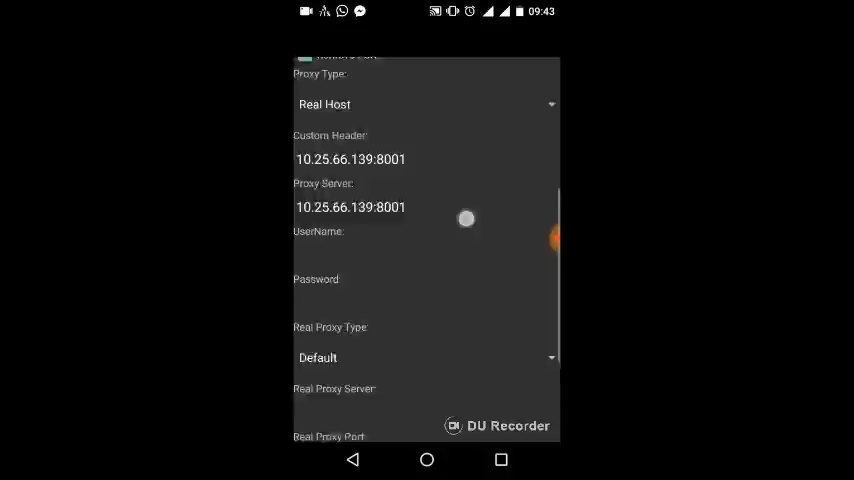 09:43
Proxy Type:
Real Host
Custom Header:
10.25.66.139:8001
Proxy Server:
10.25.66.139:8001
UserName:
Password:
Real Proxy Type:
Default
Real Proxy Server:
DU Recorder
Real Proxy Port